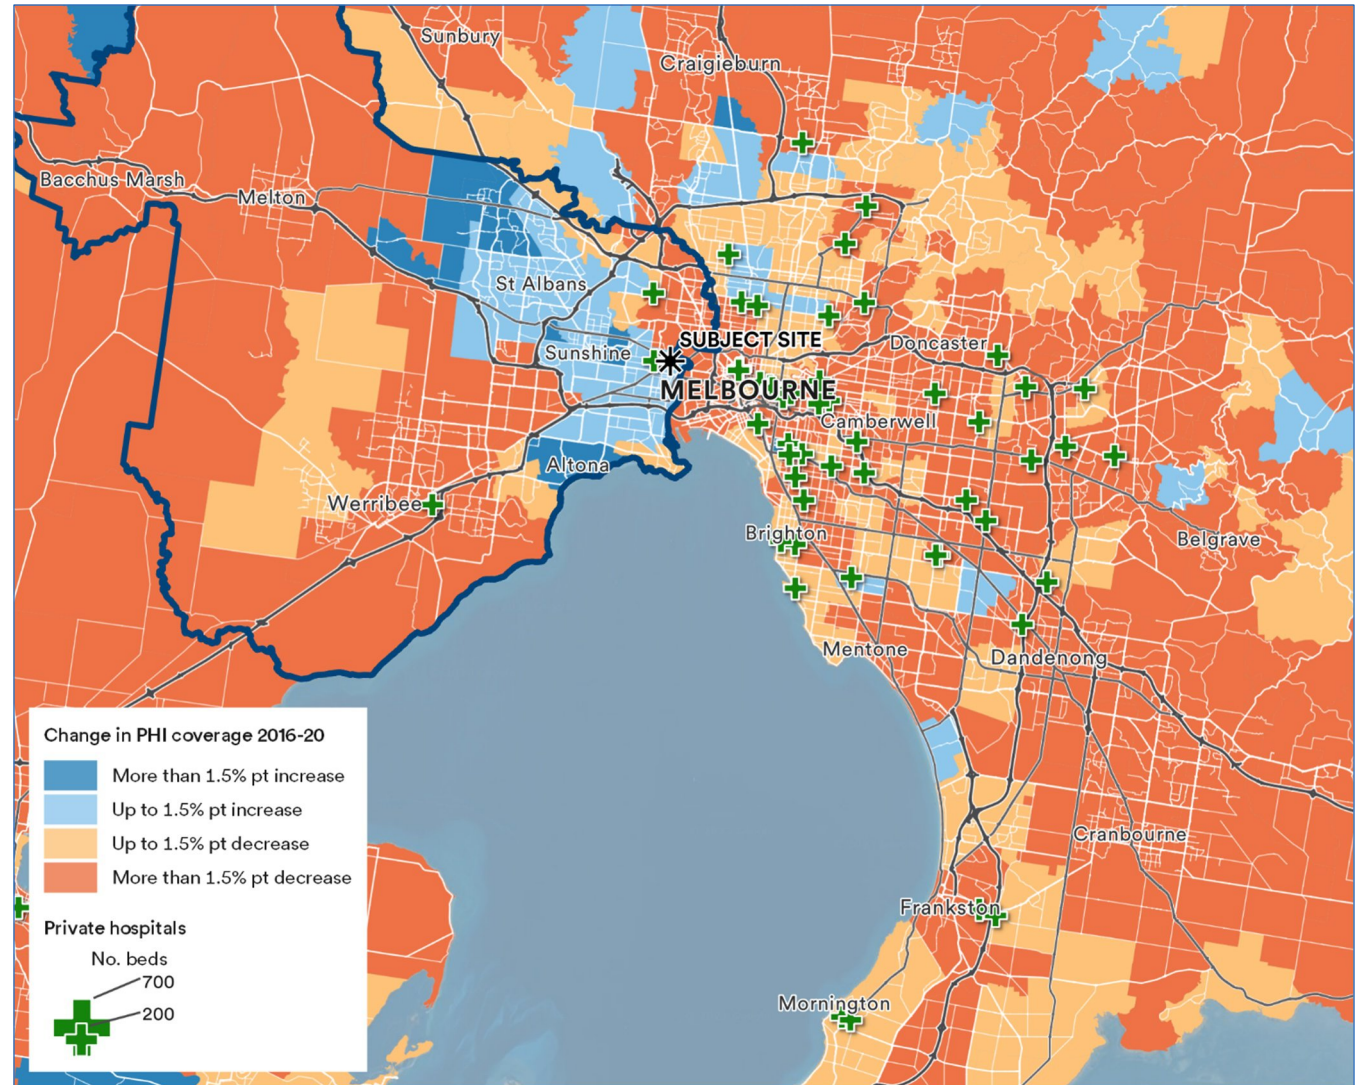 Sunbury
Craigieburn
Bacchus Marsh
Melton
St Albans
Sunshine
SUBJECT SITE
MELBOURNE
Doncaster
Camberwell
Altona
Werribee
Brighton
Belgrave
Mentone
Dandenong
Cranbourne
Frankston
Mornington
Change in PHI coverage 2016-20
More than 1.5% pt increase
Up to 1.5% pt increase
Up to 1.5% pt decrease
More than 1.5% pt decrease
Private hospitals
No. beds
700
200